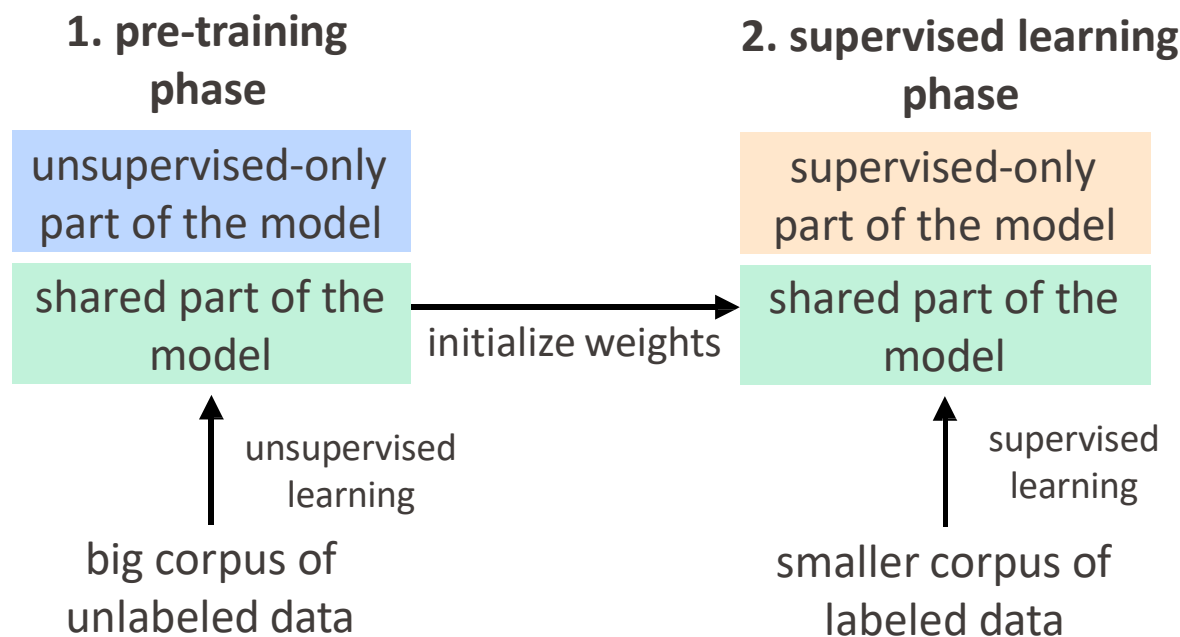 1. pre-training
phase
unsupervised-only
part of the model
shared part of the
model
unsupervised
learning
big corpus of
unlabeled data
initialize weights
2. supervised learning
phase
supervised-only
part of the model
shared part of the
model
supervised
learning
smaller corpus of
labeled data